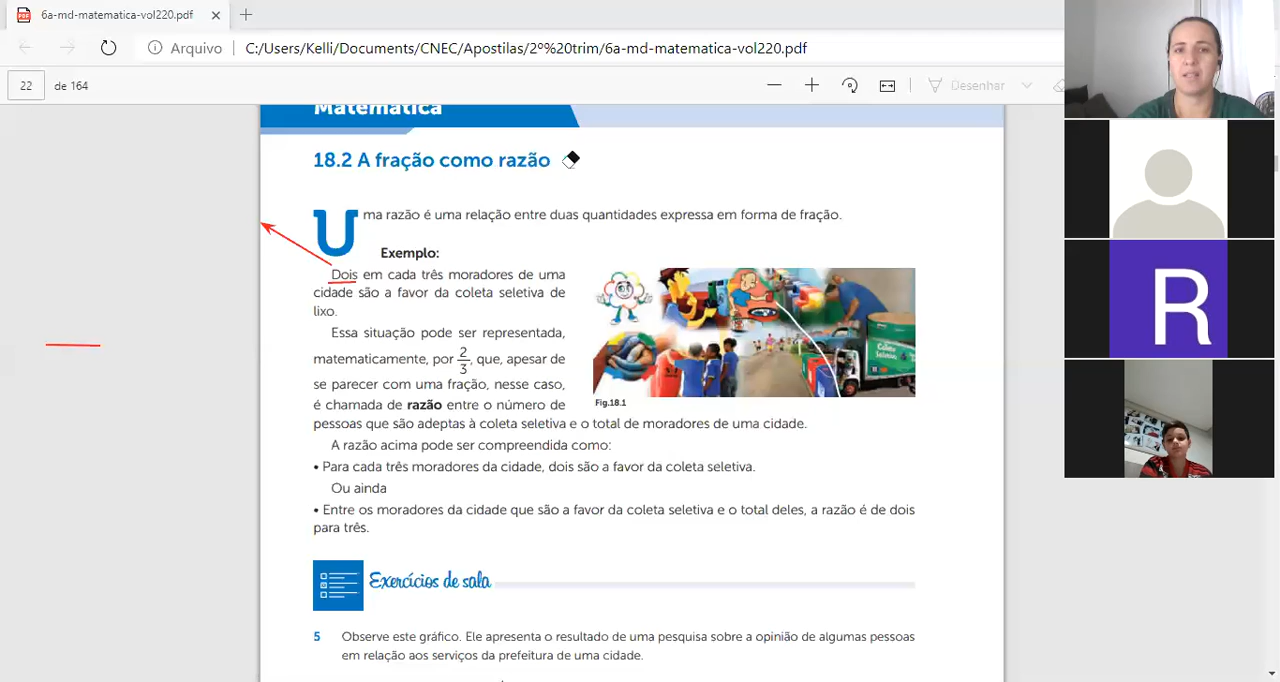 6a-md-matematica-vol220.pdf
Arquivo
C:/Users/Kelli/Documents/CNEC/Apostilas/2º%20trim/6a-md-matematica-vol220.pdf
22 de 164
Desenhar
Matemática
18.2 A fração como razão
Uma razão é uma relação entre duas quantidades expressa em forma de fração.
Exemplo:
Dois em cada três moradores de uma
cidade são a favor da coleta seletiva de
lixo.
Essa situação pode ser representada,
matematicamente, por 2/3, que, apesar de
se parecer com uma fração, nesse caso,
é chamada de razão entre o número de
pessoas que são adeptas à coleta seletiva e o total de moradores de uma cidade.
Fig.18.1
A razão acima pode ser compreendida como:
• Para cada três moradores da cidade, dois são a favor da coleta seletiva.
Ou ainda
• Entre os moradores da cidade que são a favor da coleta seletiva e o total deles, a razão é de dois
para três.
Exercícios de sala
5 Observe este gráfico. Ele apresenta o resultado de uma pesquisa sobre a opinião de algumas pessoas
em relação aos serviços da prefeitura de uma cidade.
R